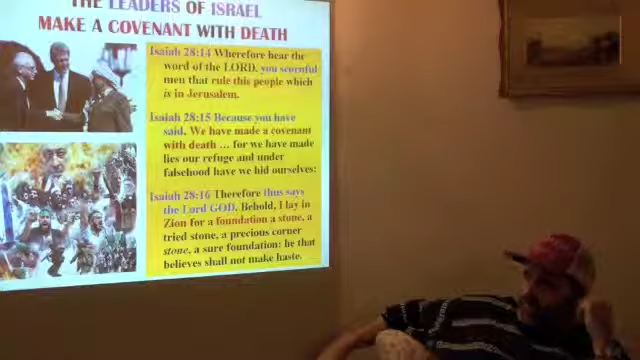 THE LEADERS OF ISRAEL
MAKE A COVENANT WITH DEATH
Isaiah 28:14 Wherefore hear the
word of the LORD, you scornful
men that rule this people which
is in Jerusalem.
Isaiah 28:15 Because you have
said, We have made a covenant
with death ... for we have made
lies our refuge and under
falsehood have we hid ourselves:
Isaiah 28:16 Therefore thus says
the Lord GOD, Behold, I lay in
Zion for a foundation a stone, a
tried stone, a precious corner
stone, a sure foundation: he that
believes shall not make haste.